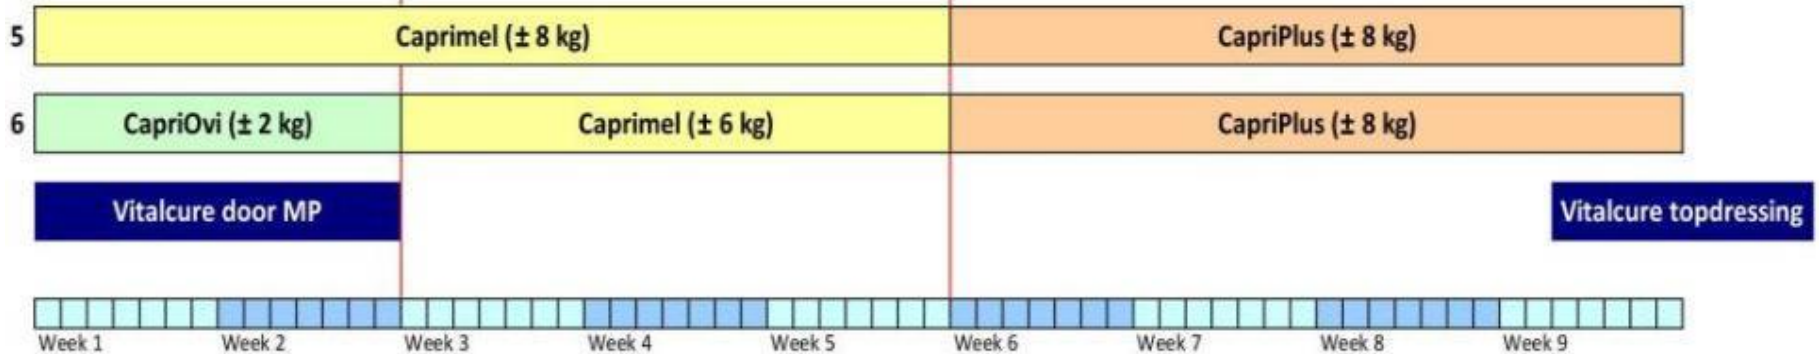 5 Caprimel (± 8 kg) CapriPlus (± 8 kg)
6 CapriOvi (± 2 kg) Caprimel (± 6 kg) CapriPlus (± 8 kg)
Vitalcure door MP Vitalcure topdressing
Week 1 Week 2 Week 3 Week 4 Week 5 Week 6 Week 7 Week 8 Week 9